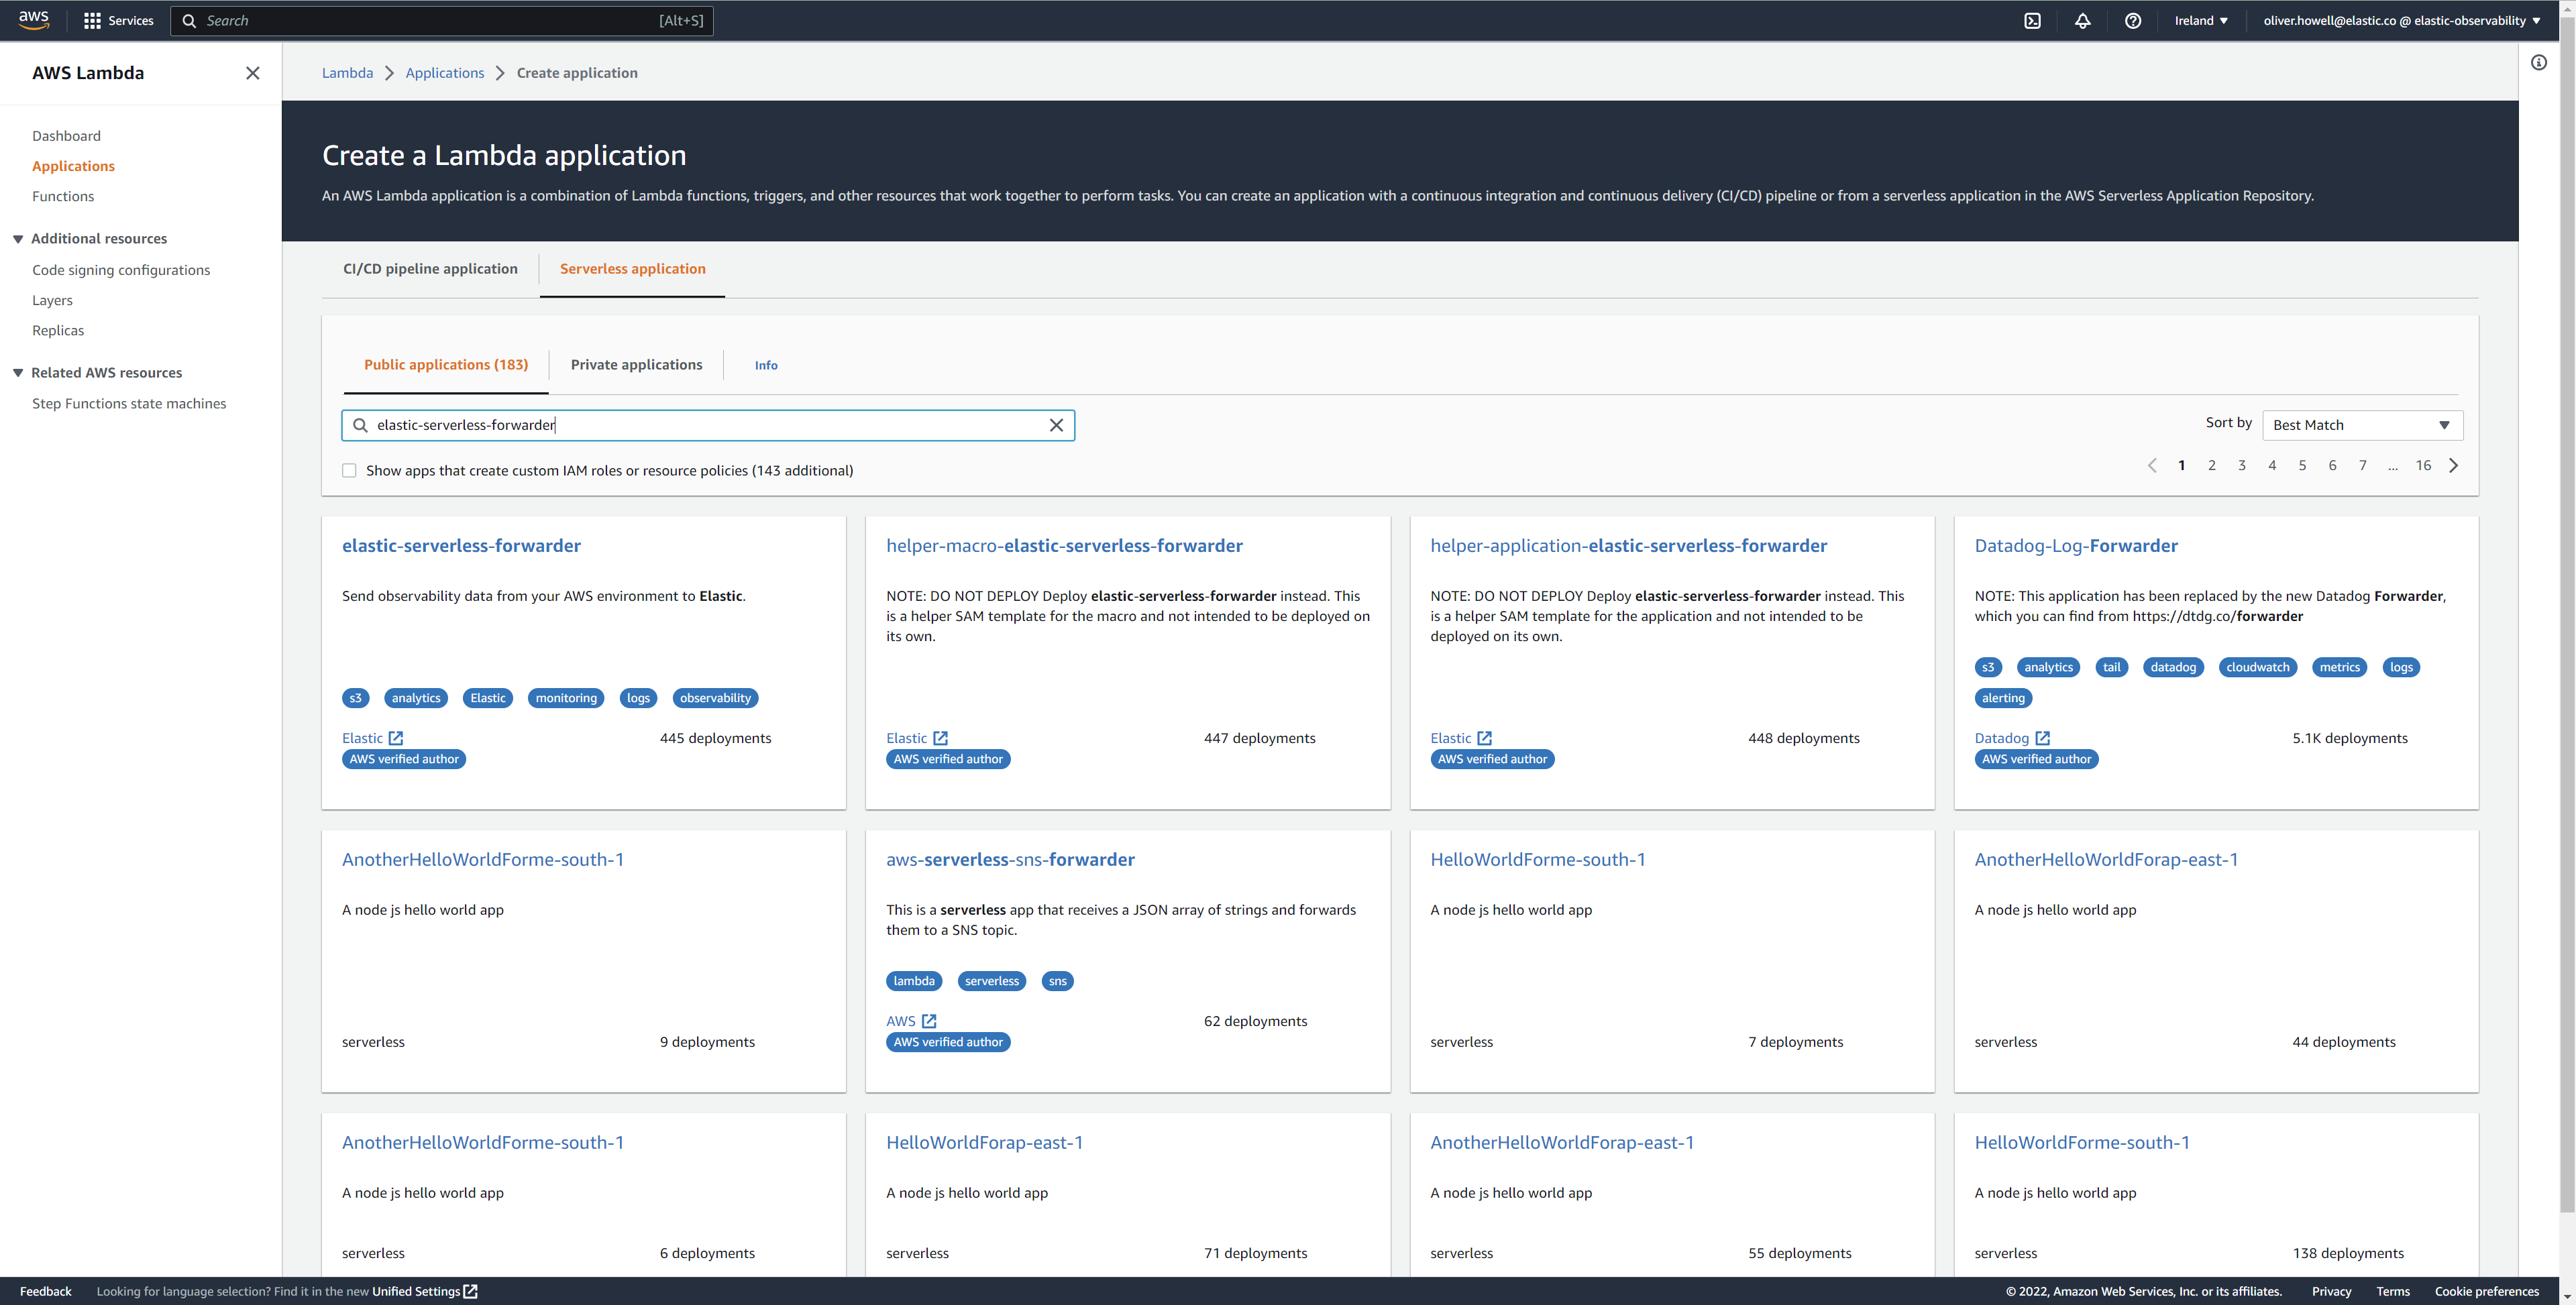 aws
Services
Search
[Alt+S]
Ireland
oliver.howell@elastic.co @ elastic-observability
AWS Lambda
Dashboard
Applications
Functions
Additional resources
Code signing configurations
Layers
Replicas
Related AWS resources
Step Functions state machines
Lambda
Applications
Create application
Create a Lambda application
An AWS Lambda application is a combination of Lambda functions, triggers, and other resources that work together to perform tasks. You can create an application with a continuous integration and continuous delivery (CI/CD) pipeline or from a serverless application in the AWS Serverless Application Repository.
CI/CD pipeline application
Serverless application
Public applications (183)
Private applications
Info
elastic-serverless-forwarder
Sort by
Best Match
Show apps that create custom IAM roles or resource policies (143 additional)
1 2 3 4 5 6 7 ... 16
elastic-serverless-forwarder
Send observability data from your AWS environment to Elastic.
s3 analytics Elastic monitoring logs observability
Elastic
445 deployments
AWS verified author
helper-macro-elastic-serverless-forwarder
NOTE: DO NOT DEPLOY Deploy elastic-serverless-forwarder instead. This
is a helper SAM template for the macro and not intended to be deployed on
its own.
Elastic
447 deployments
AWS verified author
helper-application-elastic-serverless-forwarder
NOTE: DO NOT DEPLOY Deploy elastic-serverless-forwarder instead. This
is a helper SAM template for the application and not intended to be
deployed on its own.
Elastic
448 deployments
AWS verified author
Datadog-Log-Forwarder
NOTE: This application has been replaced by the new Datadog Forwarder,
which you can find from https://dtdg.co/forwarder
s3 analytics tail datadog cloudwatch metrics logs
alerting
Datadog
5.1K deployments
AWS verified author
AnotherHelloWorldForme-south-1
A node js hello world app
serverless
9 deployments
aws-serverless-sns-forwarder
This is a serverless app that receives a JSON array of strings and forwards
them to a SNS topic.
lambda serverless sns
AWS
62 deployments
AWS verified author
HelloWorldForme-south-1
A node js hello world app
serverless
7 deployments
AnotherHelloWorldForap-east-1
A node js hello world app
serverless
44 deployments
AnotherHelloWorldForme-south-1
A node js hello world app
serverless
6 deployments
HelloWorldForap-east-1
A node js hello world app
serverless
71 deployments
AnotherHelloWorldForap-east-1
A node js hello world app
serverless
55 deployments
HelloWorldForme-south-1
A node js hello world app
serverless
138 deployments
Feedback
Looking for language selection? Find it in the new Unified Settings
© 2022, Amazon Web Services, Inc. or its affiliates.
Privacy
Terms
Cookie preferences